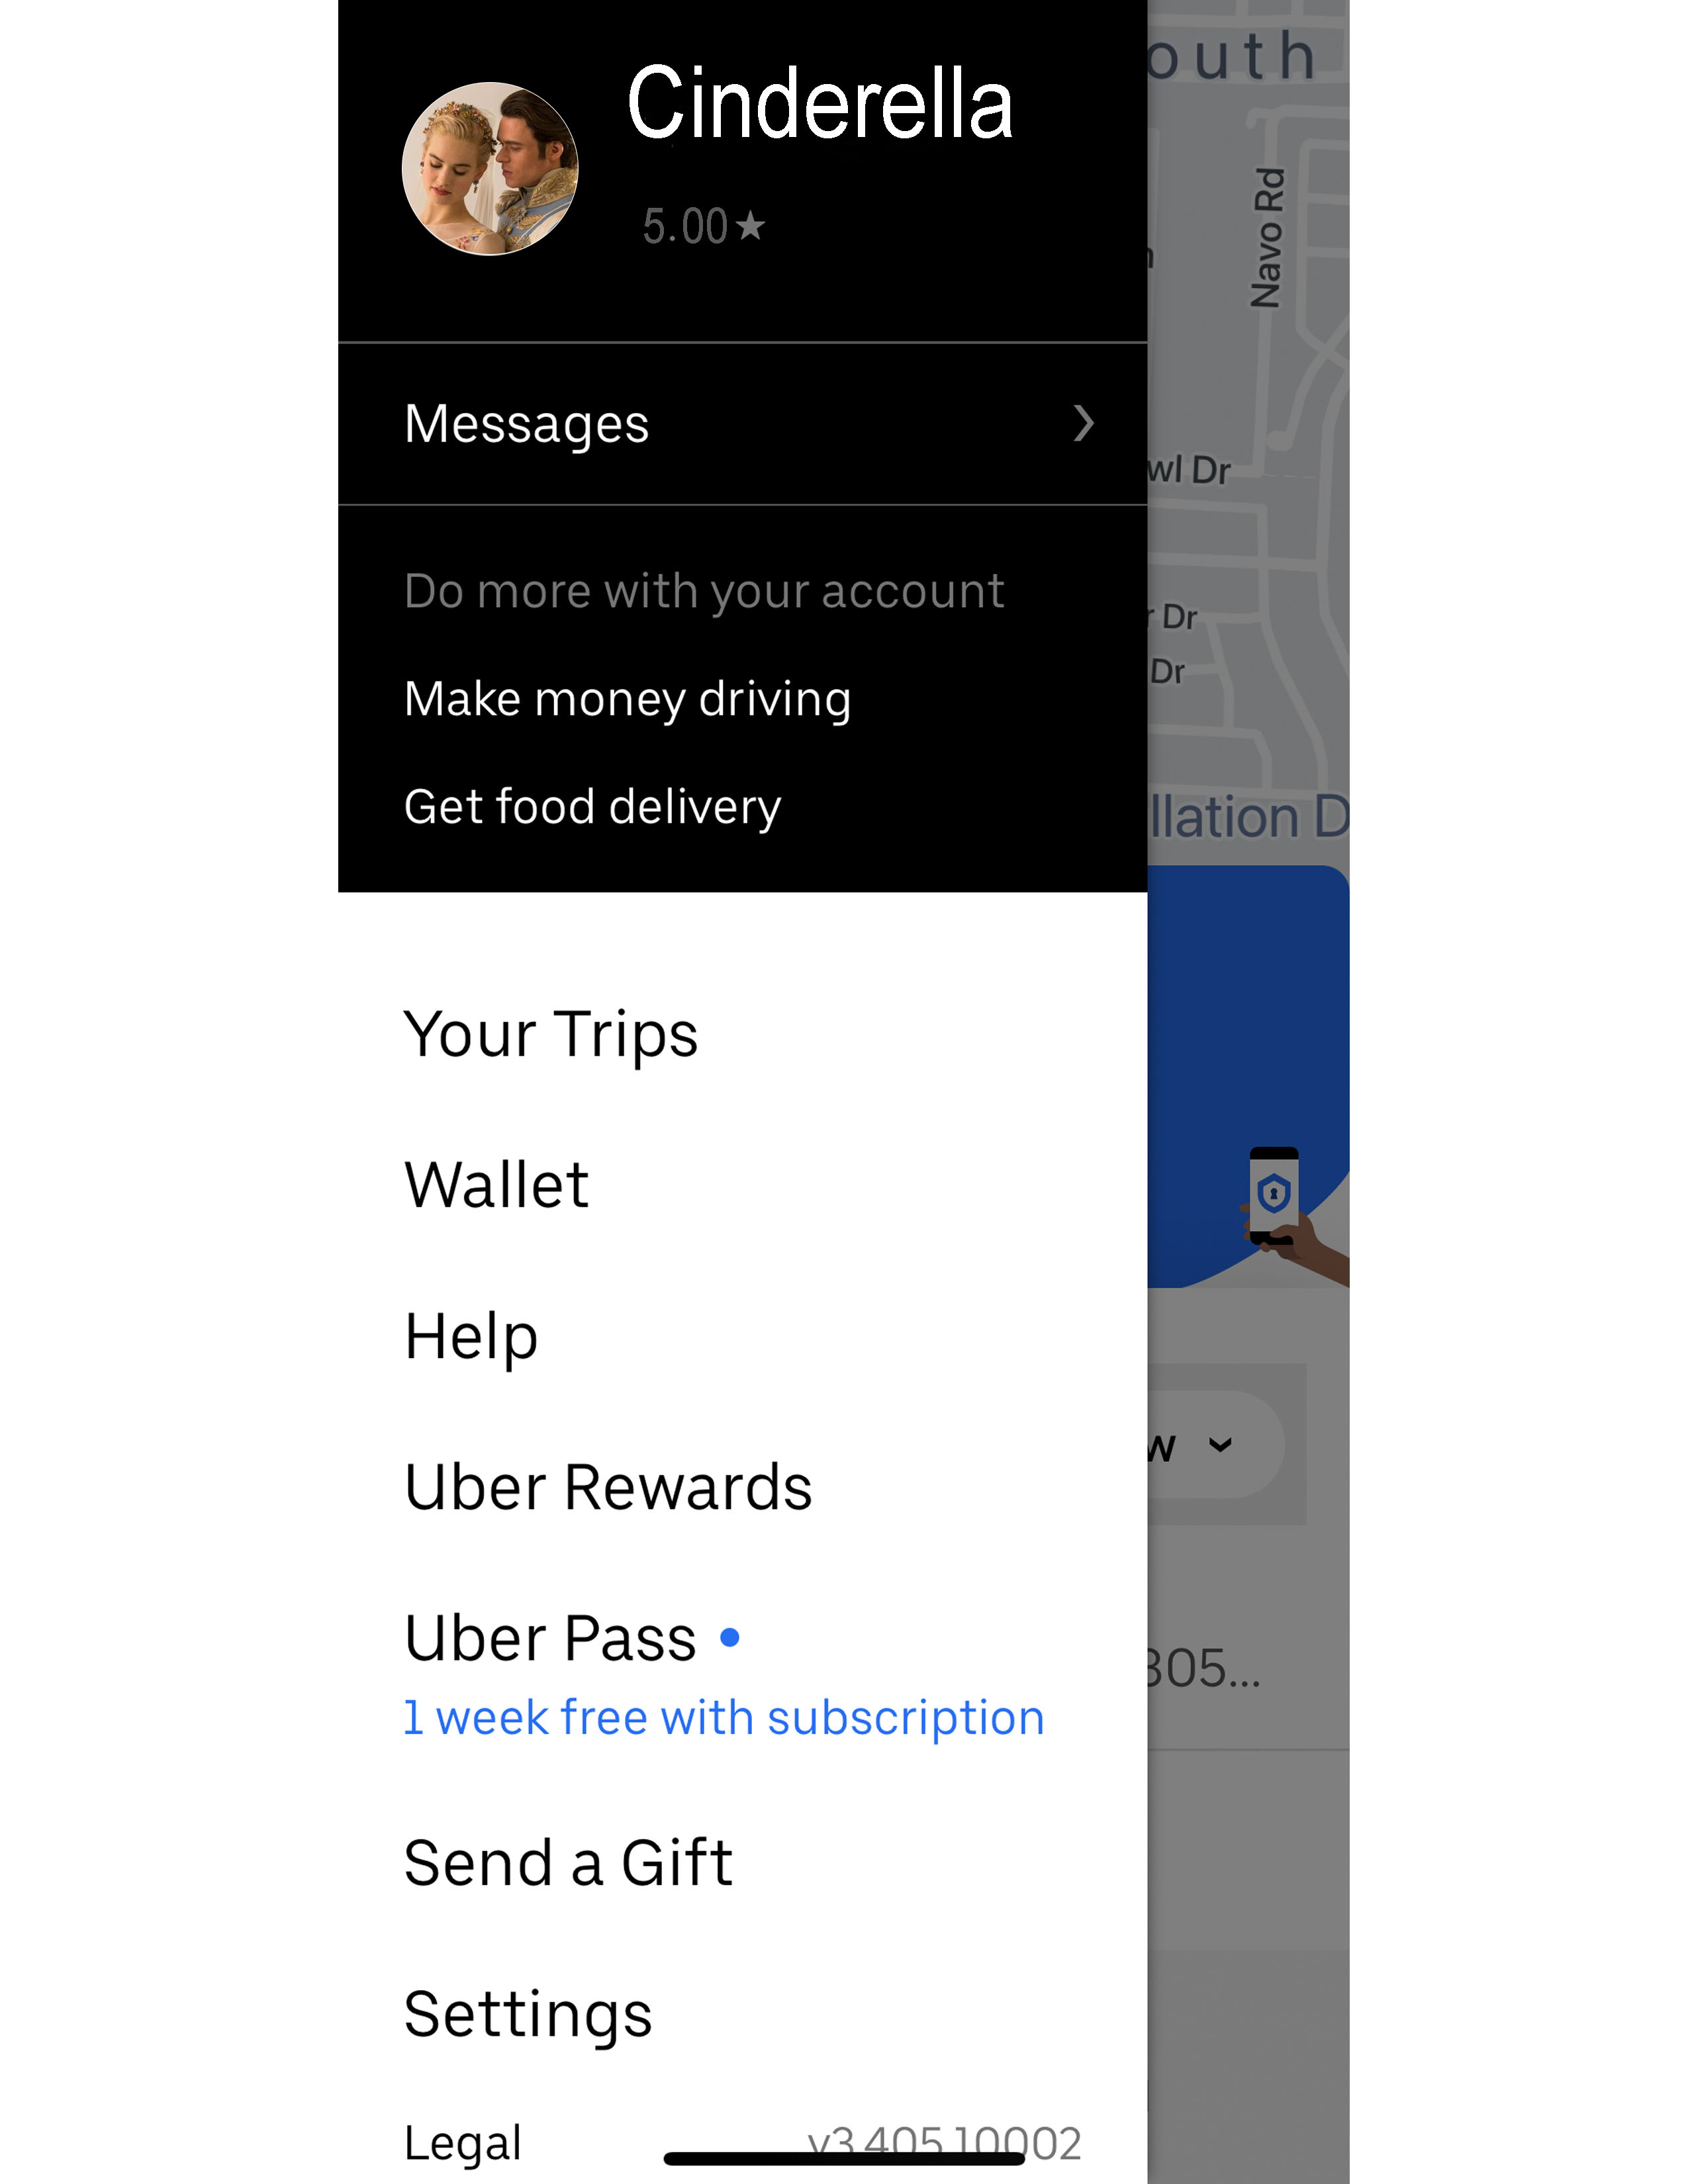 Cinderella
5.00★
Messages
Do more with your account
Make money driving
Get food delivery
Your Trips
Wallet
Help
Uber Rewards
Uber Pass
1 week free with subscription
Send a Gift
Settings
Legal
v3.405.10002
outh
Navo Rd
wl Dr
r Dr
Dr
llation D
w
305...